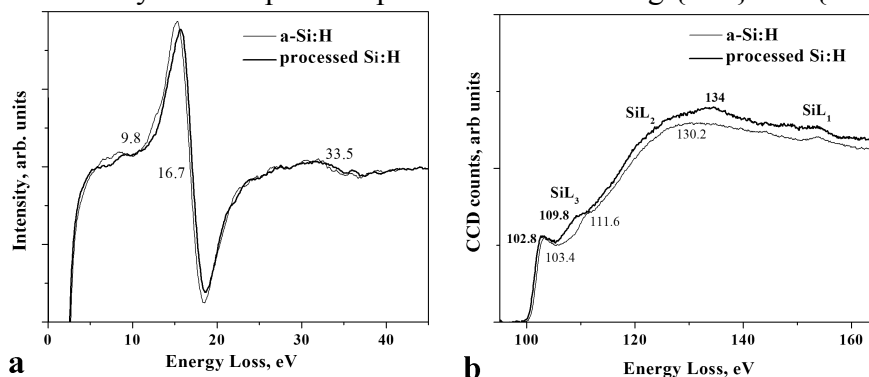 a-Si:H
processed Si:H
9.8
16.7
33.5
Intensity, arb. units
0 10 20 30 40
Energy Loss, eV
a
a-Si:H
processed Si:H
134
SiL2
SiL1
130.2
SiL3
109.8
111.6
102.8
103.4
CCD counts, arb units
100 120 140 160
Energy Loss, eV
b